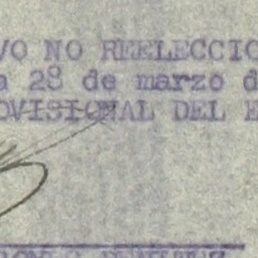 VO NO REELECCIO
a 28 de marzo d
OVISIONAL DEL E